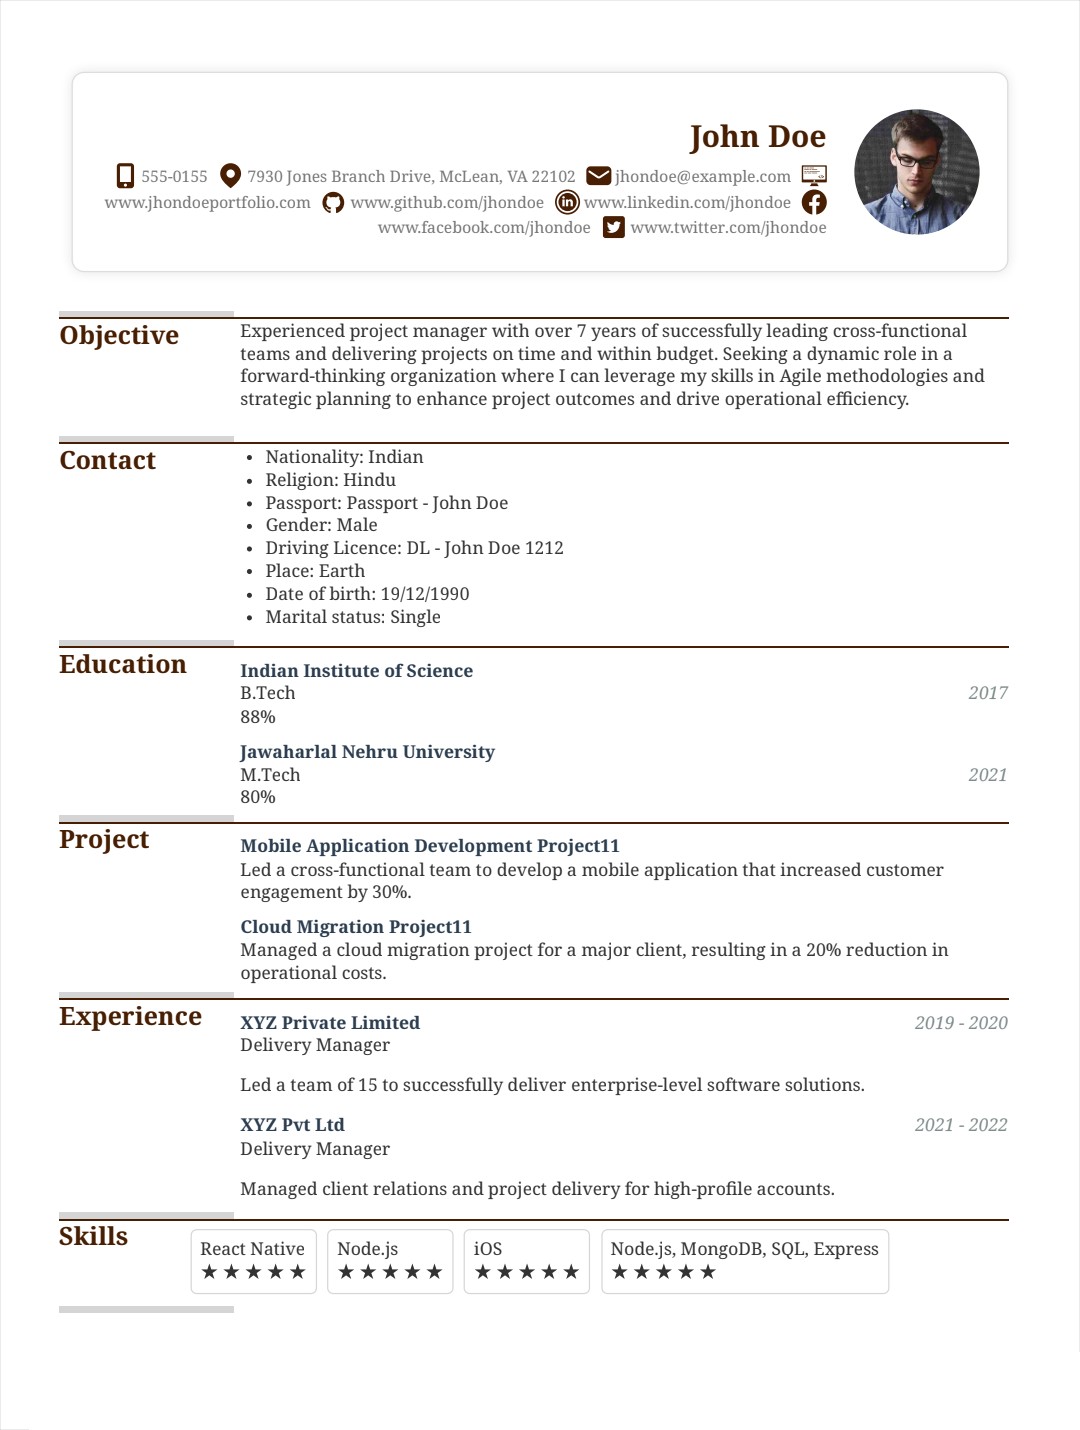 John Doe
555-0155 7930 Jones Branch Drive, McLean, VA 22102 jhondoe@example.com
www.jhondoeportfolio.com www.github.com/jhondoe www.linkedin.com/jhondoe
www.facebook.com/jhondoe www.twitter.com/jhondoe
Objective
Experienced project manager with over 7 years of successfully leading cross-functional
teams and delivering projects on time and within budget. Seeking a dynamic role in a
forward-thinking organization where I can leverage my skills in Agile methodologies and
strategic planning to enhance project outcomes and drive operational efficiency.
Contact
• Nationality: Indian
• Religion: Hindu
• Passport: Passport - John Doe
• Gender: Male
• Driving Licence: DL - John Doe 1212
• Place: Earth
• Date of birth: 19/12/1990
• Marital status: Single
Education
Indian Institute of Science
B.Tech 2017
88%
Jawaharlal Nehru University
M.Tech 2021
80%
Project
Mobile Application Development Project11
Led a cross-functional team to develop a mobile application that increased customer
engagement by 30%.
Cloud Migration Project11
Managed a cloud migration project for a major client, resulting in a 20% reduction in
operational costs.
Experience
XYZ Private Limited 2019 - 2020
Delivery Manager
Led a team of 15 to successfully deliver enterprise-level software solutions.
XYZ Pvt Ltd 2021 - 2022
Delivery Manager
Managed client relations and project delivery for high-profile accounts.
Skills
React Native Node.js iOS Node.js, MongoDB, SQL, Express
★★★★★ ★★★★★ ★★★★★ ★★★★★